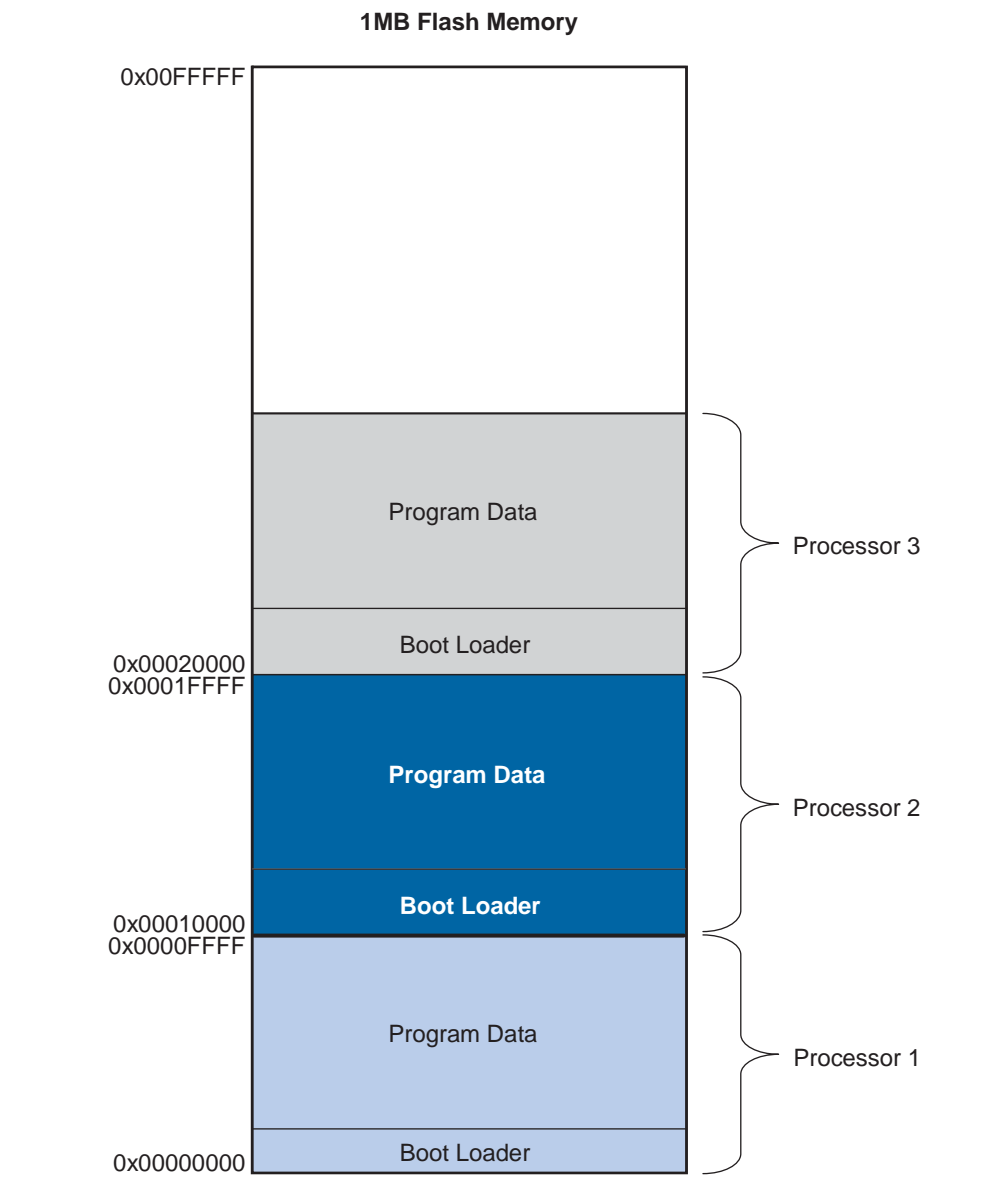 1MB Flash Memory
0x00FFFFF
Program Data
Processor 3
Boot Loader
0x00020000
0x0001FFFF
Program Data
Processor 2
Boot Loader
0x00010000
0x0000FFFF
Program Data
Processor 1
Boot Loader
0x00000000